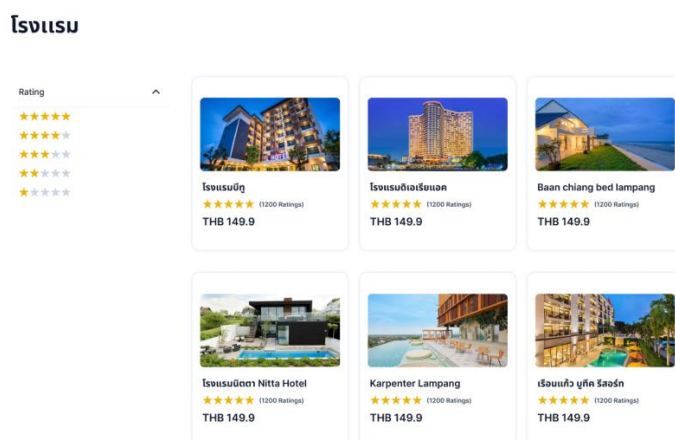 โรงแรม
Rating
โรงแรมบีทู
(1200 Ratings)
THB 149.9
โรงแรมดิเอเรียแอค
(1200 Ratings)
THB 149.9
Baan chiang bed lampang
(1200 Ratings)
THB 149.9
โรงแรมนิตตา Nitta Hotel
(1200 Ratings)
THB 149.9
Karpenter Lampang
(1200 Ratings)
THB 149.9
เรือนแก้ว บูทีค รีสอร์ท
(1200 Ratings)
THB 149.9